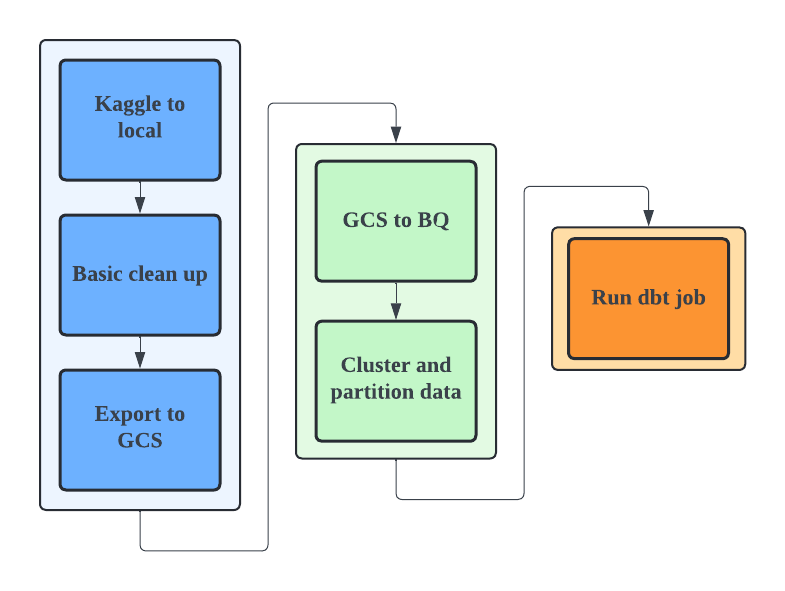 Kaggle to
local
Basic clean up
Export to
GCS
GCS to BQ
Cluster and
partition data
Run dbt job